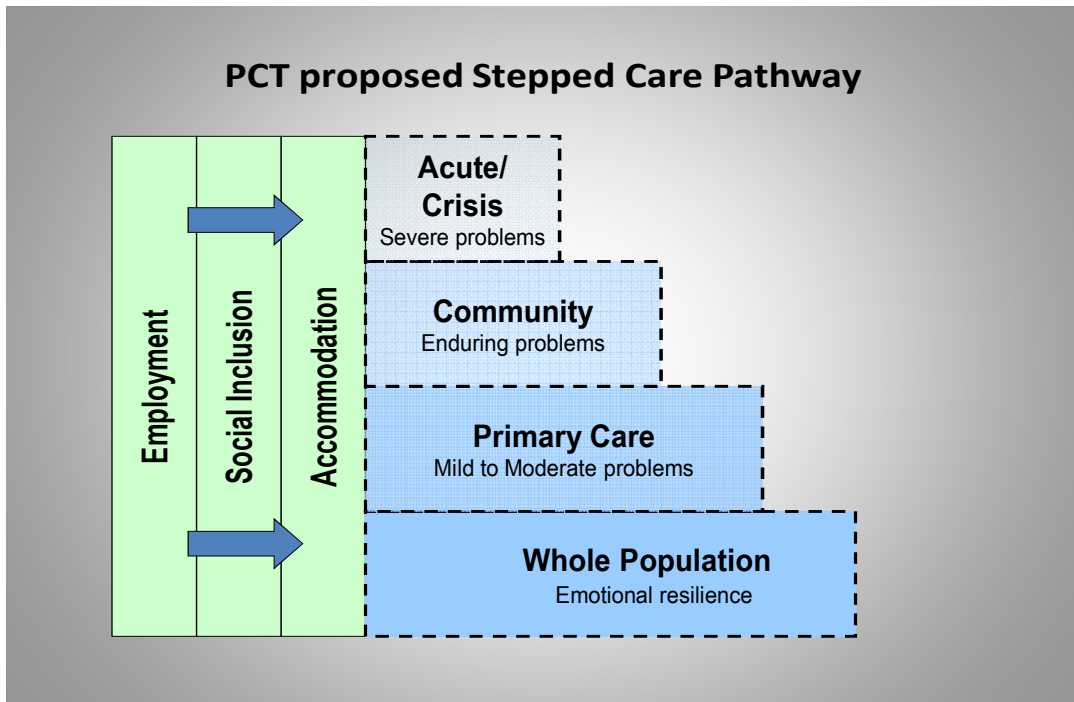 PCT proposed Stepped Care Pathway
Employment
Social Inclusion
Accommodation
Acute/
Crisis
Severe problems
Community
Enduring problems
Primary Care
Mild to Moderate problems
Whole Population
Emotional resilience